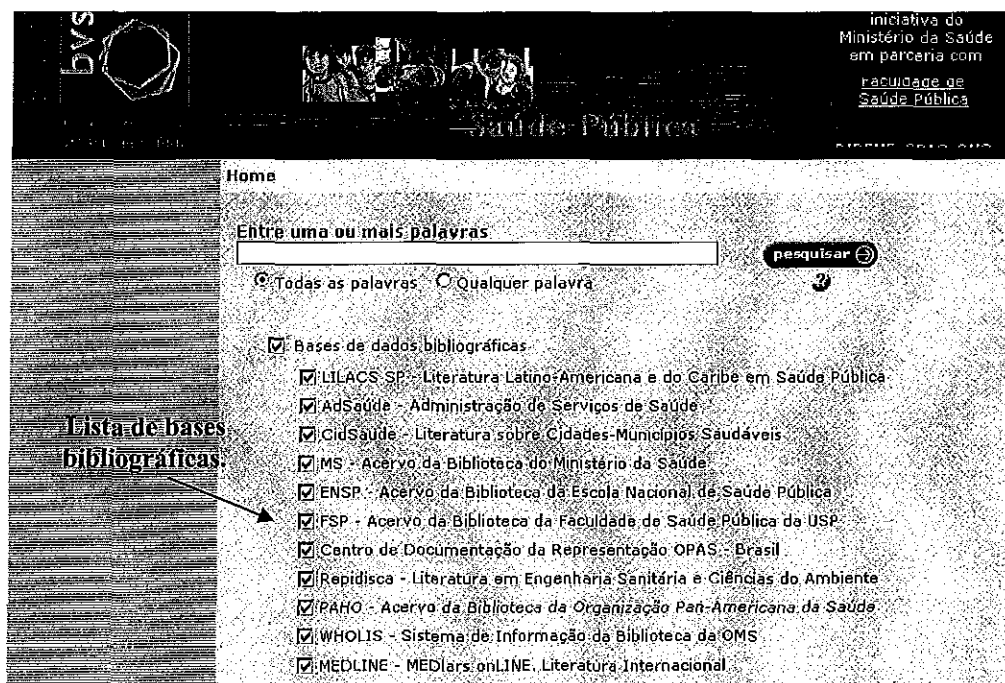 bvs
iniciativa do
Ministério da Saúde
em parceria com
Faculdade de
Saúde Pública
Saúde Pública
Home
Entre uma ou mais palavras
pesquisar
Todas as palavras Qualquer palavra
?
Bases de dados bibliográficas
LILACS SP - Literatura Latino-Americana e do Caribe em Saúde Pública
AdSaúde - Administração de Serviços de Saúde
CidSaúde - Literatura sobre Cidades-Municípios Saudáveis
Lista de bases
bibliográficas.
MS - Acervo da Biblioteca do Ministério da Saúde
ENSP - Acervo da Biblioteca da Escola Nacional de Saúde Pública
FSP - Acervo da Biblioteca da Faculdade de Saúde Pública da USP
Centro de Documentação da Representação OPAS - Brasil
Repidisca - Literatura em Engenharia Sanitária e Ciências do Ambiente
PAHO - Acervo da Biblioteca da Organização Pan-Americana da Saúde
WHOLIS - Sistema de Informação da Biblioteca da OMS
MEDLINE - MEDlars onLINE. Literatura Internacional